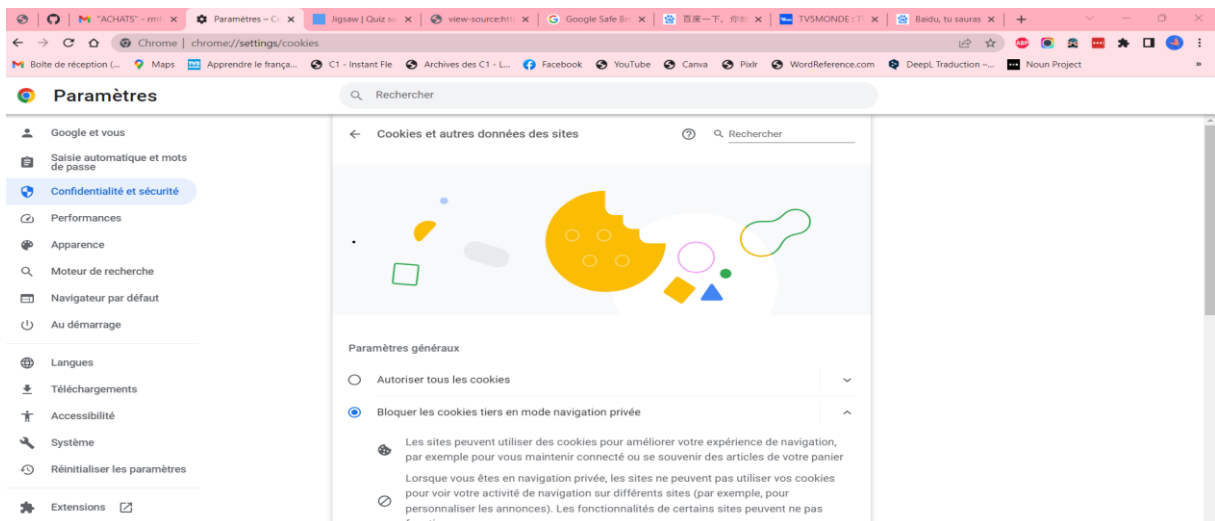 "ACHATS" - rmi
Paramètres – Co
Jigsaw | Quiz su
view-source:htt
Google Safe Br
百度一下，你
TV5MONDE : T
Baidu, tu sauras
Chrome | chrome://settings/cookies
Boîte de réception (... Maps Apprendre le frança... C1 - Instant Fle Archives des C1 - L... Facebook YouTube Canva Pixlr WordReference.com DeepL Traduction –... Noun Project »
Paramètres
Rechercher
Google et vous
Saisie automatique et mots
de passe
Confidentialité et sécurité
Performances
Apparence
Moteur de recherche
Navigateur par défaut
Au démarrage
Langues
Téléchargements
Accessibilité
Système
Réinitialiser les paramètres
Extensions
Cookies et autres données des sites
Rechercher
Paramètres généraux
Autoriser tous les cookies
Bloquer les cookies tiers en mode navigation privée
Les sites peuvent utiliser des cookies pour améliorer votre expérience de navigation,
par exemple pour vous maintenir connecté ou se souvenir des articles de votre panier
Lorsque vous êtes en navigation privée, les sites ne peuvent pas utiliser vos cookies
pour voir votre activité de navigation sur différents sites (par exemple, pour
personnaliser les annonces). Les fonctionnalités de certains sites peuvent ne pas